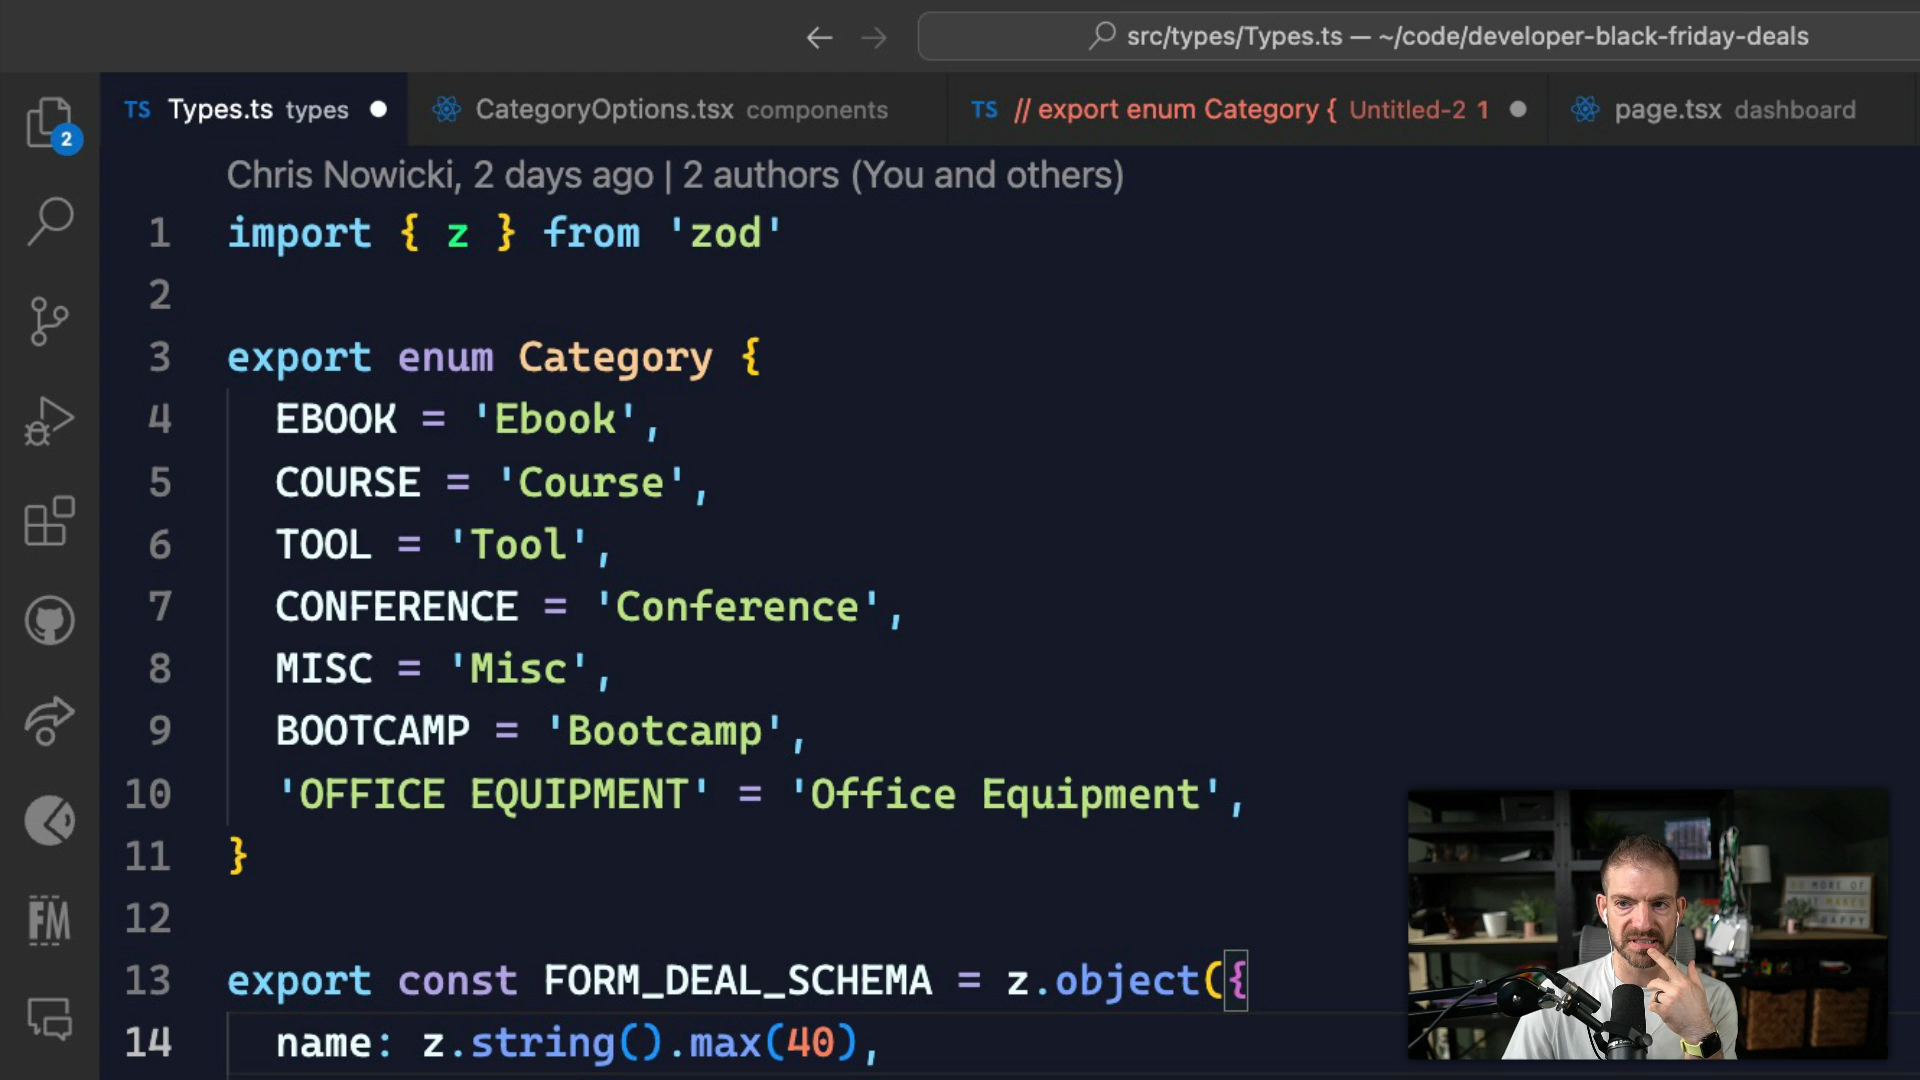 src/types/Types.ts — ~/code/developer-black-friday-deals
TS Types.ts types
CategoryOptions.tsx components
TS // export enum Category { Untitled-2 1
page.tsx dashboard
2
Chris Nowicki, 2 days ago | 2 authors (You and others)
1 import { z } from 'zod'
2
3 export enum Category {
4 EBOOK = 'Ebook',
5 COURSE = 'Course',
6 TOOL = 'Tool',
7 CONFERENCE = 'Conference',
8 MISC = 'Misc',
9 BOOTCAMP = 'Bootcamp',
10 'OFFICE EQUIPMENT' = 'Office Equipment',
11 }
12
13 export const FORM_DEAL_SCHEMA = z.object({
14 name: z.string().max(40),
FM
MORE OF
MAKES
HAPPY